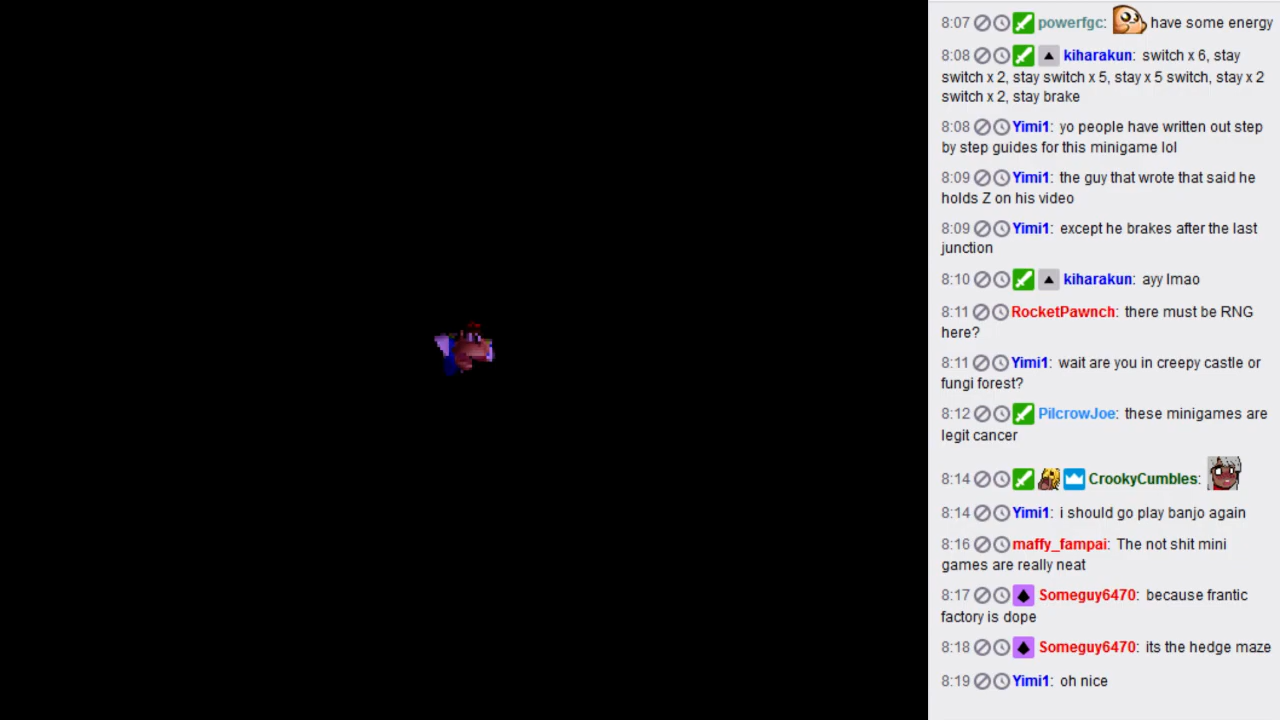 8:07 powerfgc: have some energy
8:08 kiharakun: switch x 6, stay
switch x 2, stay switch x 5, stay x 5 switch, stay x 2
switch x 2, stay brake
8:08 Yimi1: yo people have written out step
by step guides for this minigame lol
8:09 Yimi1: the guy that wrote that said he
holds Z on his video
8:09 Yimi1: except he brakes after the last
junction
8:10 kiharakun: ayy lmao
8:11 RocketPawnch: there must be RNG
here?
8:11 Yimi1: wait are you in creepy castle or
fungi forest?
8:12 PilcrowJoe: these minigames are
legit cancer
8:14 CrookyCumbles:
8:14 Yimi1: i should go play banjo again
8:16 maffy_fampai: The not shit mini
games are really neat
8:17 Someguy6470: because frantic
factory is dope
8:18 Someguy6470: its the hedge maze
8:19 Yimi1: oh nice